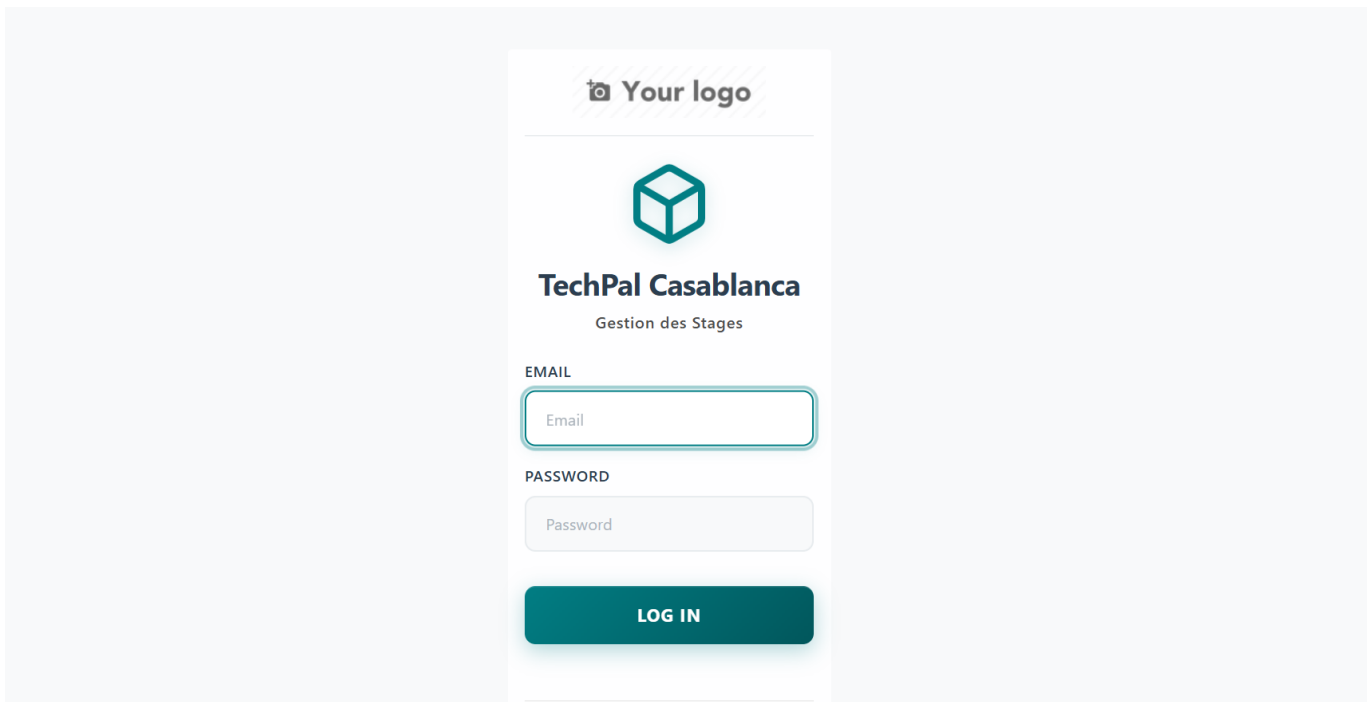 Your logo
TechPal Casablanca
Gestion des Stages
EMAIL
Email
PASSWORD
Password
LOG IN